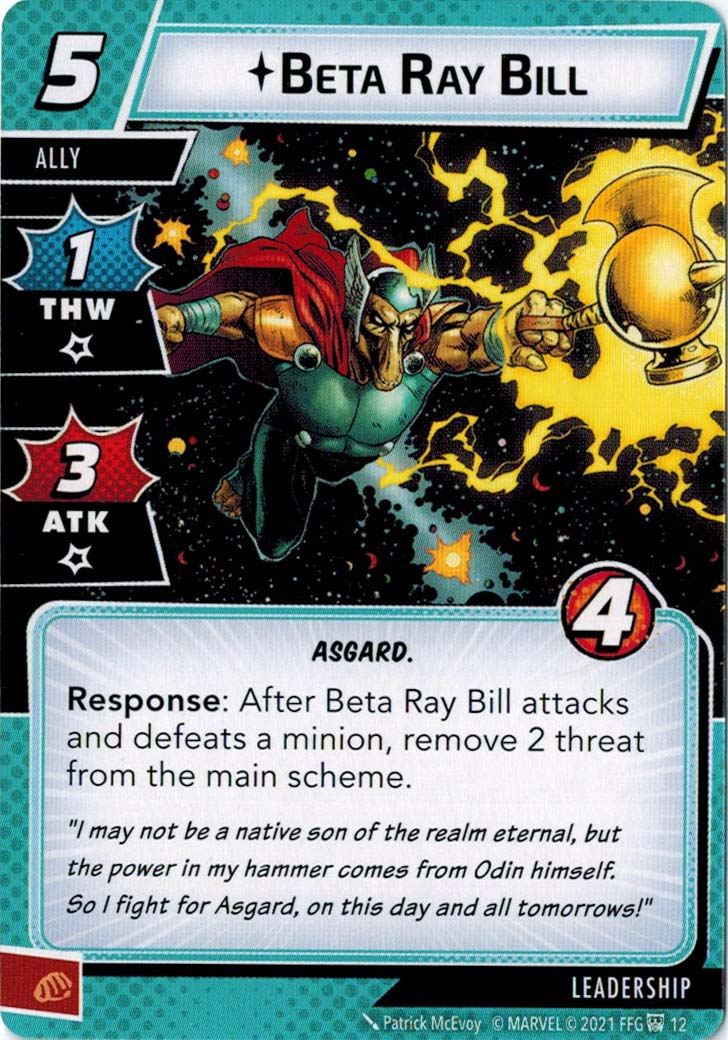 5
BETA RAY BILL
ALLY
1
THW
3
ATK
4
ASGARD.
Response: After Beta Ray Bill attacks
and defeats a minion, remove 2 threat
from the main scheme.
"I may not be a native son of the realm eternal, but
the power in my hammer comes from Odin himself.
So I fight for Asgard, on this day and all tomorrows!"
LEADERSHIP
Patrick McEvoy © MARVEL © 2021 FFG 12